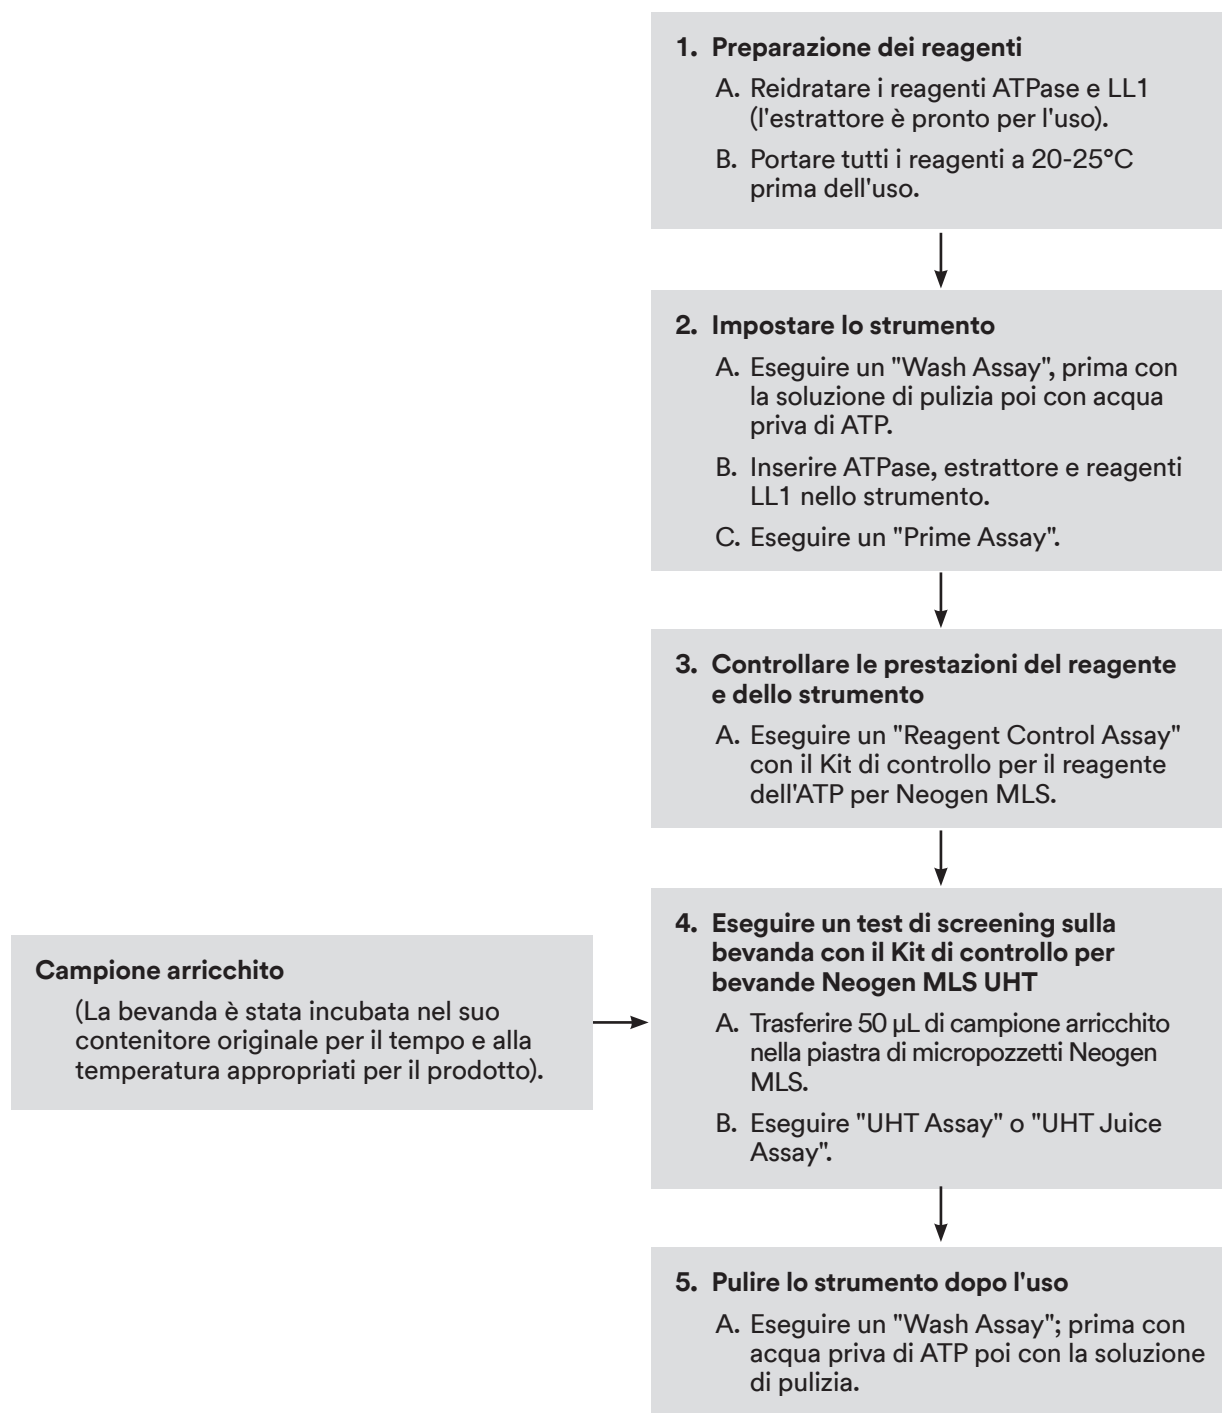 1. Preparazione dei reagenti
A. Reidratare i reagenti ATPase e LL1
(l'estrattore è pronto per l'uso).
B. Portare tutti i reagenti a 20-25°C
prima dell'uso.
2. Impostare lo strumento
A. Eseguire un "Wash Assay", prima con
la soluzione di pulizia poi con acqua
priva di ATP.
B. Inserire ATPase, estrattore e reagenti
LL1 nello strumento.
C. Eseguire un "Prime Assay".
3. Controllare le prestazioni del reagente
e dello strumento
A. Eseguire un "Reagent Control Assay"
con il Kit di controllo per il reagente
dell'ATP per Neogen MLS.
Campione arricchito
(La bevanda è stata incubata nel suo
contenitore originale per il tempo e alla
temperatura appropriati per il prodotto).
4. Eseguire un test di screening sulla
bevanda con il Kit di controllo per
bevande Neogen MLS UHT
A. Trasferire 50 µL di campione arricchito
nella piastra di micropozzetti Neogen
MLS.
B. Eseguire "UHT Assay" o "UHT Juice
Assay".
5. Pulire lo strumento dopo l'uso
A. Eseguire un "Wash Assay"; prima con
acqua priva di ATP poi con la soluzione
di pulizia.